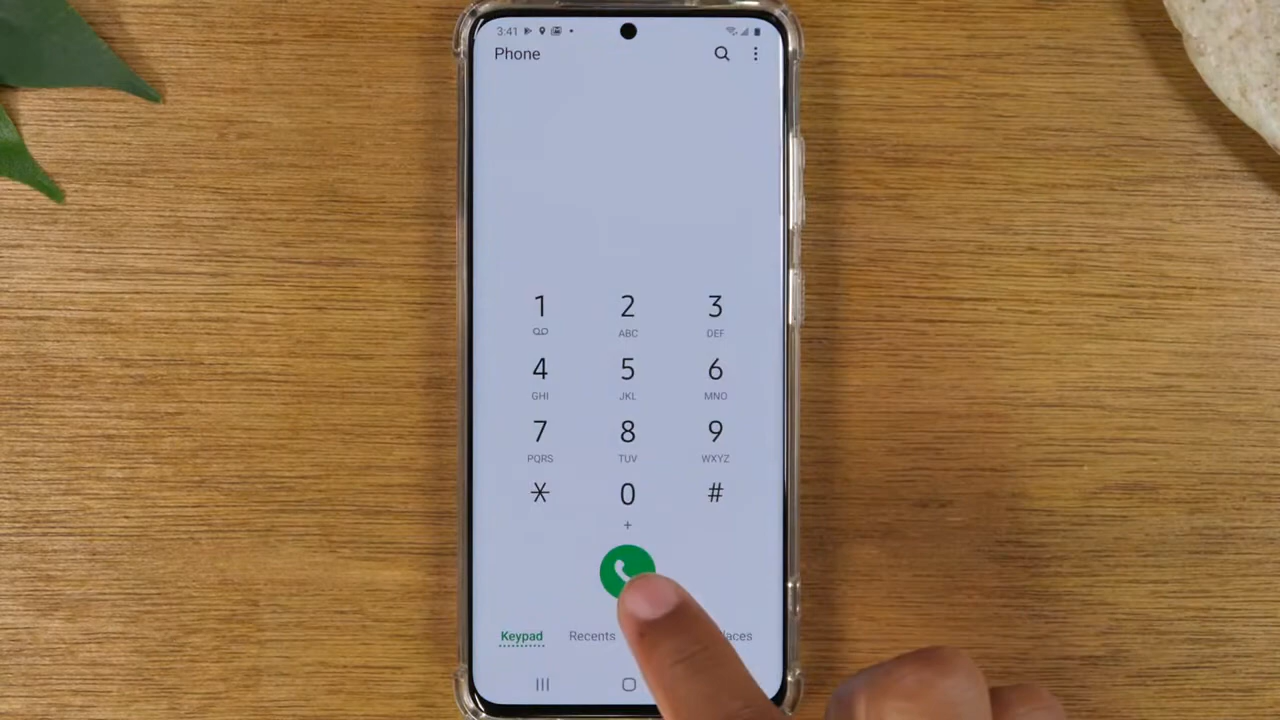 3:41
Phone
1 2 3
ABC DEF
4 5 6
GHI JKL MNO
7 8 9
PQRS TUV WXYZ
* 0 #
+
Keypad Recents